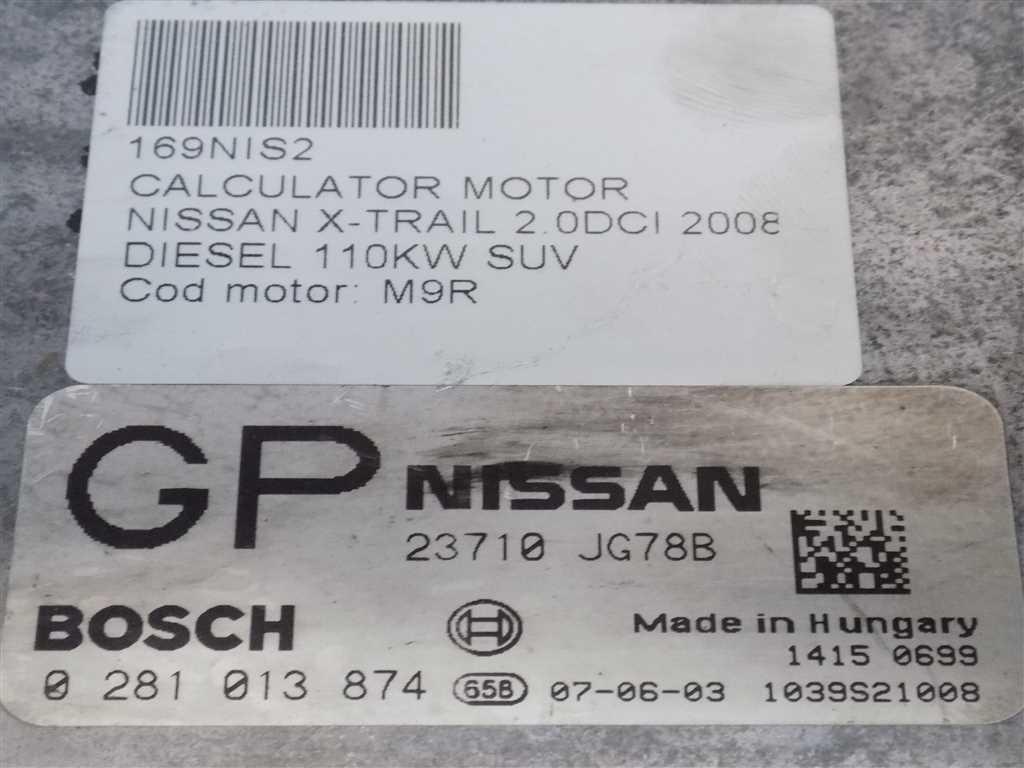 169NIS2
CALCULATOR MOTOR
NISSAN X-TRAIL 2.0DCI 2008
DIESEL 110KW SUV
Cod motor: M9R
GP NISSAN
23710 JG78B
BOSCH
Made in Hungary
1415 0699
0 281 013 874 65B 07-06-03 1039S21008